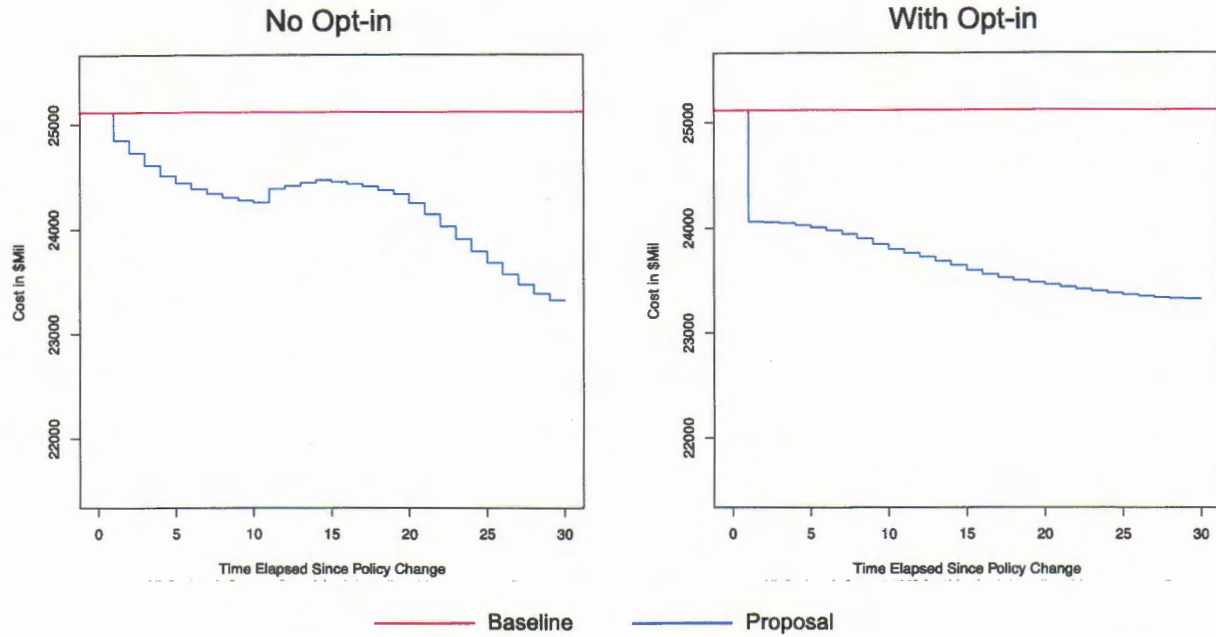 No Opt-in
With Opt-in
Cost in $Mil
25000
24000
23000
22000
0 5 10 15 20 25 30
Time Elapsed Since Policy Change
Cost in $Mil
25000
24000
23000
22000
0 5 10 15 20 25 30
Time Elapsed Since Policy Change
Baseline
Proposal